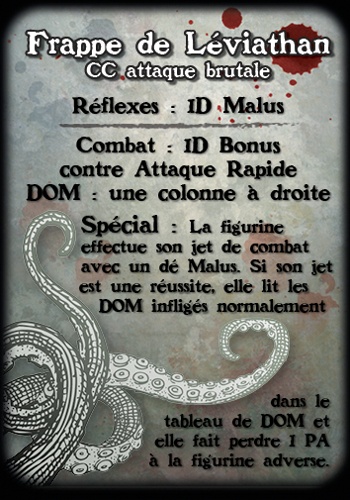 Frappe de Léviathan
CC attaque brutale
Réflexes : 1D Malus
Combat : 1D Bonus
contre Attaque Rapide
DOM : une colonne à droite
Spécial : La figurine
effectue son jet de combat
avec un dé Malus. Si son jet
est une réussite, elle lit les
DOM infligés normalement
dans le
tableau de DOM et
elle fait perdre 1 PA
à la figurine adverse.